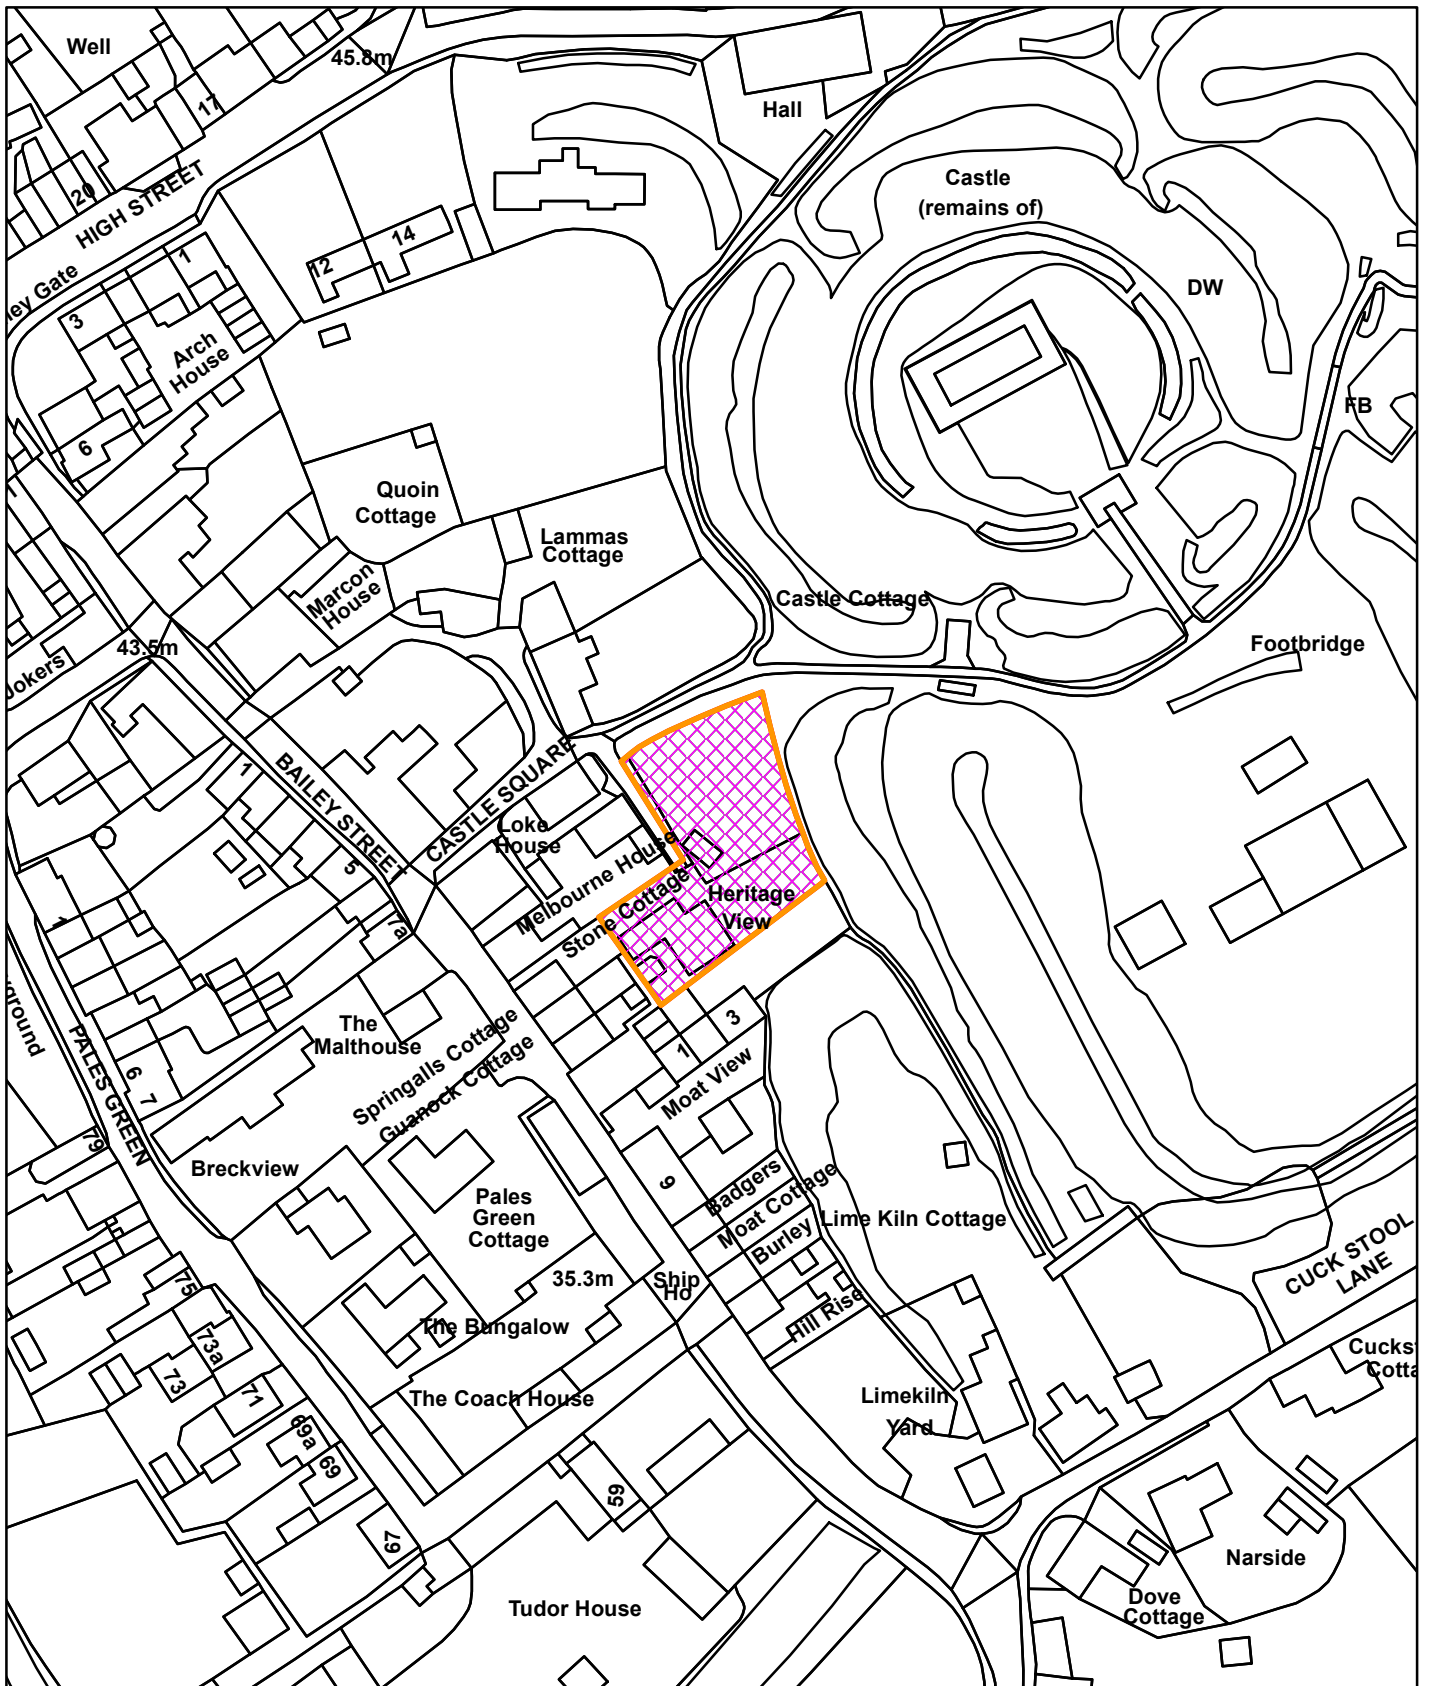 Well
45.8m
17
20
HIGH STREET
Hall
Castle
(remains of)
DW
12
14
1
3
ley Gate
Arch
House
FB
6
Quoin
Cottage
Lammas
Cottage
Marcon
House
Castle Cottage
Footbridge
43.5m
Jokers
BAILEY STREET
CASTLE SQUARE
1
5
7a
Loke
House
Melbourne House
Stone Cottage
Heritage
View
1
PALES GREEN
6
7
The
Malthouse
Springalls Cottage
Guanock Cottage
1
3
Moat View
79
Breckview
Pales
Green
Cottage
9
Badgers
Moat Cottage
Burley
Lime Kiln Cottage
CUCK STOOL
LANE
75
35.3m
Ship
Ho
Hill Rise
The Bungalow
73a
73
71
The Coach House
Limekiln
Yard
69a
69
59
67
Narside
Dove
Cottage
Tudor House